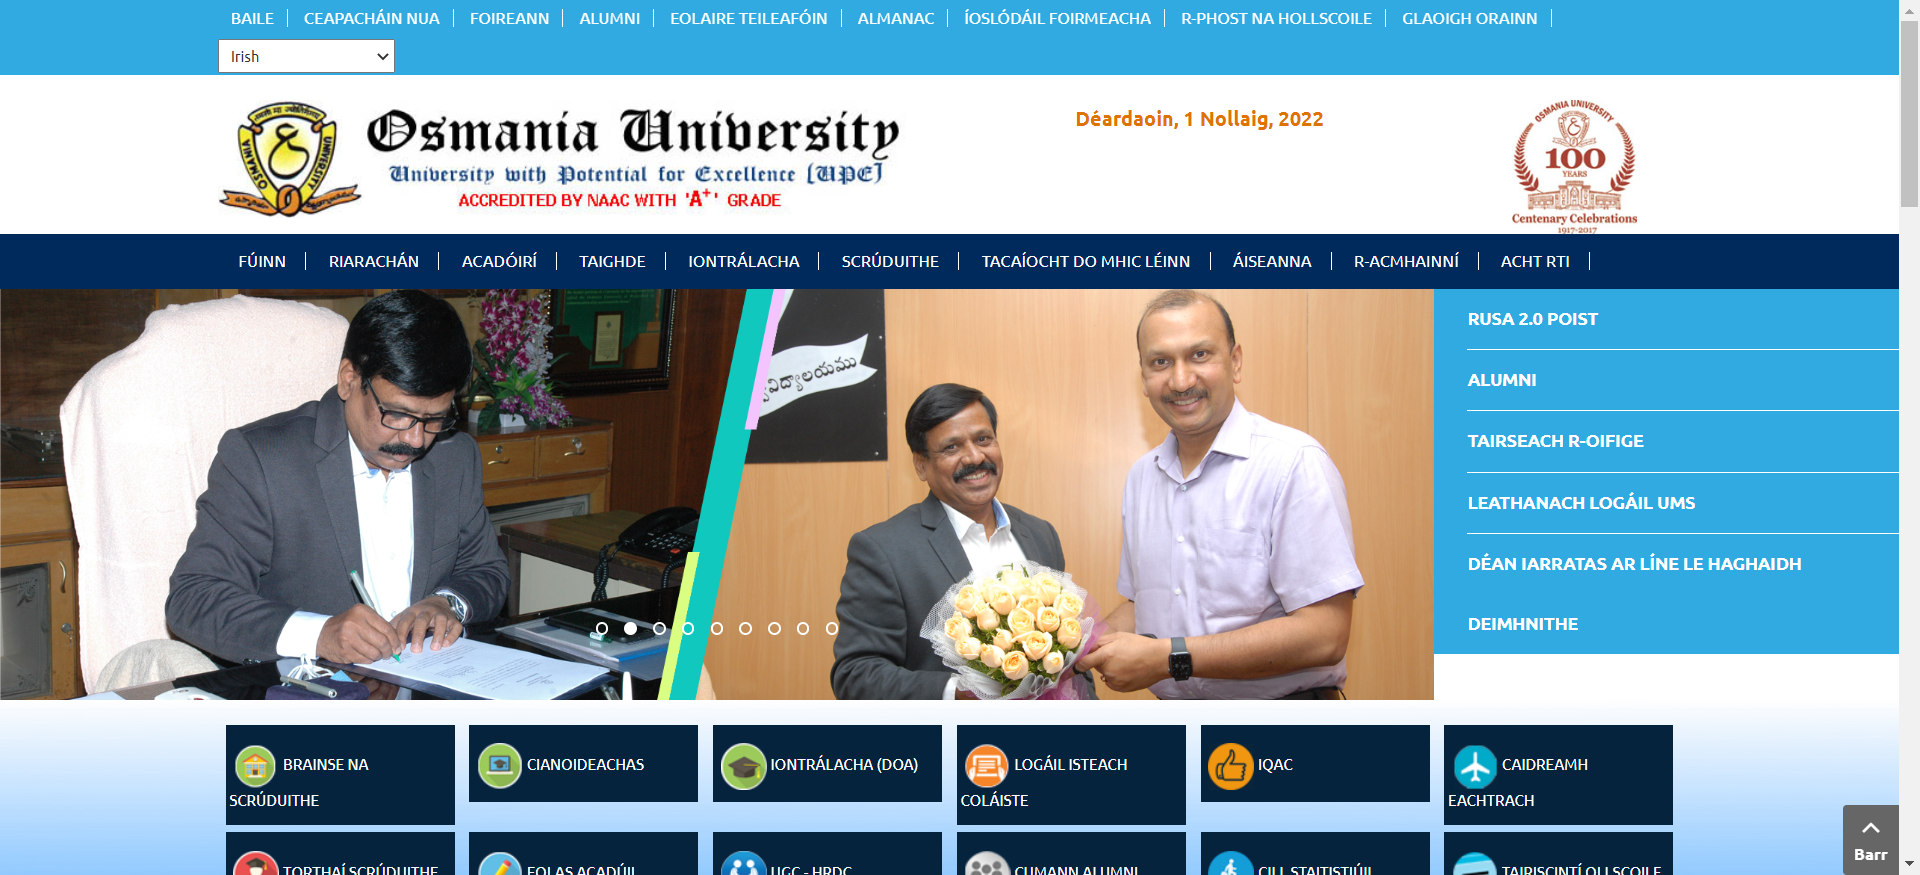 BAILE
CEAPACHÁIN NUA
FOIREANN
ALUMNI
EOLAIRE TEILEAFÓIN
ALMANAC
ÍOSLÓDÁIL FOIRMEACHA
R-PHOST NA HOLLSCOILE
GLAOIGH ORAINN
Irish
OSMANIA
UNIVERSITY
Osmania University
University with Potential for Excellence [UPE]
ACCREDITED BY NAAC WITH 'A+' GRADE
Déardaoin, 1 Nollaig, 2022
OSMANIA UNIVERSITY
100
YEARS
Centenary Celebrations
1917-2017
FÚINN
RIARACHÁN
ACADÓIRÍ
TAIGHDE
IONTRÁLACHA
SCRÚDUITHE
TACAÍOCHT DO MHIC LÉINN
ÁISEANNA
R-ACMHAINNÍ
ACHT RTI
విద్యాలయము
RUSA 2.0 POIST
ALUMNI
TAIRSEACH R-OIFIGE
LEATHANACH LOGÁIL UMS
DÉAN IARRATAS AR LÍNE LE HAGHAIDH
DEIMHNITHE
BRAINSE NA
SCRÚDUITHE
CIANOIDEACHAS
IONTRÁLACHA (DOA)
LOGÁIL ISTEACH
COLÁISTE
IQAC
CAIDREAMH
EACHTRACH
TORTHAÍ SCRÚDUITHE
EOLAS ACADÚIL
UGC - HRDC
CUMANN ALUMNI
CILL STAITISTIÚIL
TAIRISCINTÍ OLLSCOILE
Barr